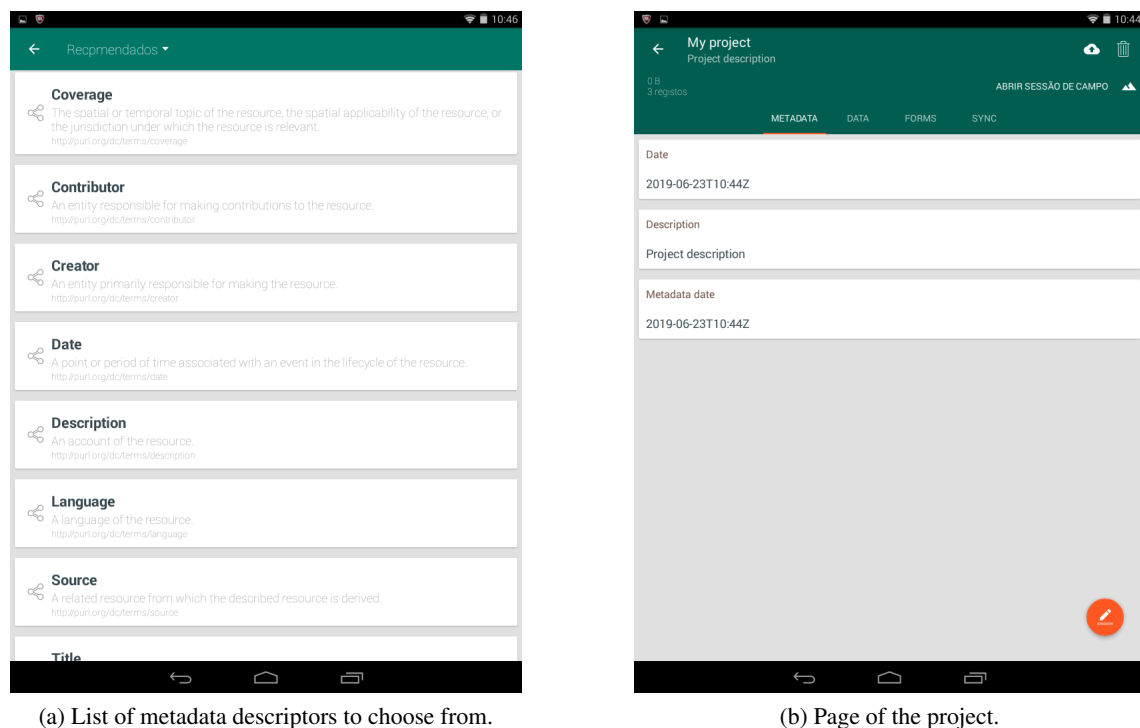 10:46
Recpmendados
Coverage
The spatial or temporal topic of the resource, the spatial applicability of the resource, or
the jurisdiction under which the resource is relevant.
http://purl.org/dc/terms/coverage
Contributor
An entity responsible for making contributions to the resource.
http://purl.org/dc/terms/contributor
Creator
An entity primarily responsible for making the resource.
http://purl.org/dc/terms/creator
Date
A point or period of time associated with an event in the lifecycle of the resource.
http://purl.org/dc/terms/date
Description
An account of the resource.
http://purl.org/dc/terms/description
Language
A language of the resource.
http://purl.org/dc/terms/language
Source
A related resource from which the described resource is derived.
http://purl.org/dc/terms/source
Title
(a) List of metadata descriptors to choose from.
10:44
My project
Project description
0 B
3 registos
ABRIR SESSÃO DE CAMPO
METADATA DATA FORMS SYNC
Date
2019-06-23T10:44Z
Description
Project description
Metadata date
2019-06-23T10:44Z
(b) Page of the project.